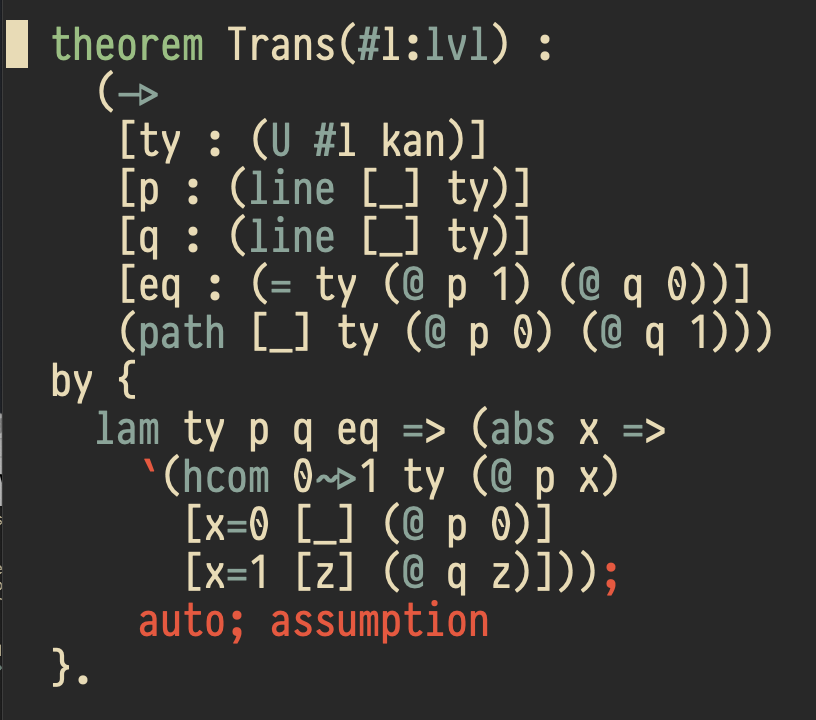 theorem Trans(#l:lvl) :
(->
[ty : (U #l kan)]
[p : (line [_] ty)]
[q : (line [_] ty)]
[eq : (= ty (@ p 1) (@ q 0))]
(path [_] ty (@ p 0) (@ q 1)))
by {
lam ty p q eq => (abs x =>
`(hcom 0~>1 ty (@ p x)
[x=0 [_] (@ p 0)]
[x=1 [z] (@ q z)]));
auto; assumption
}.